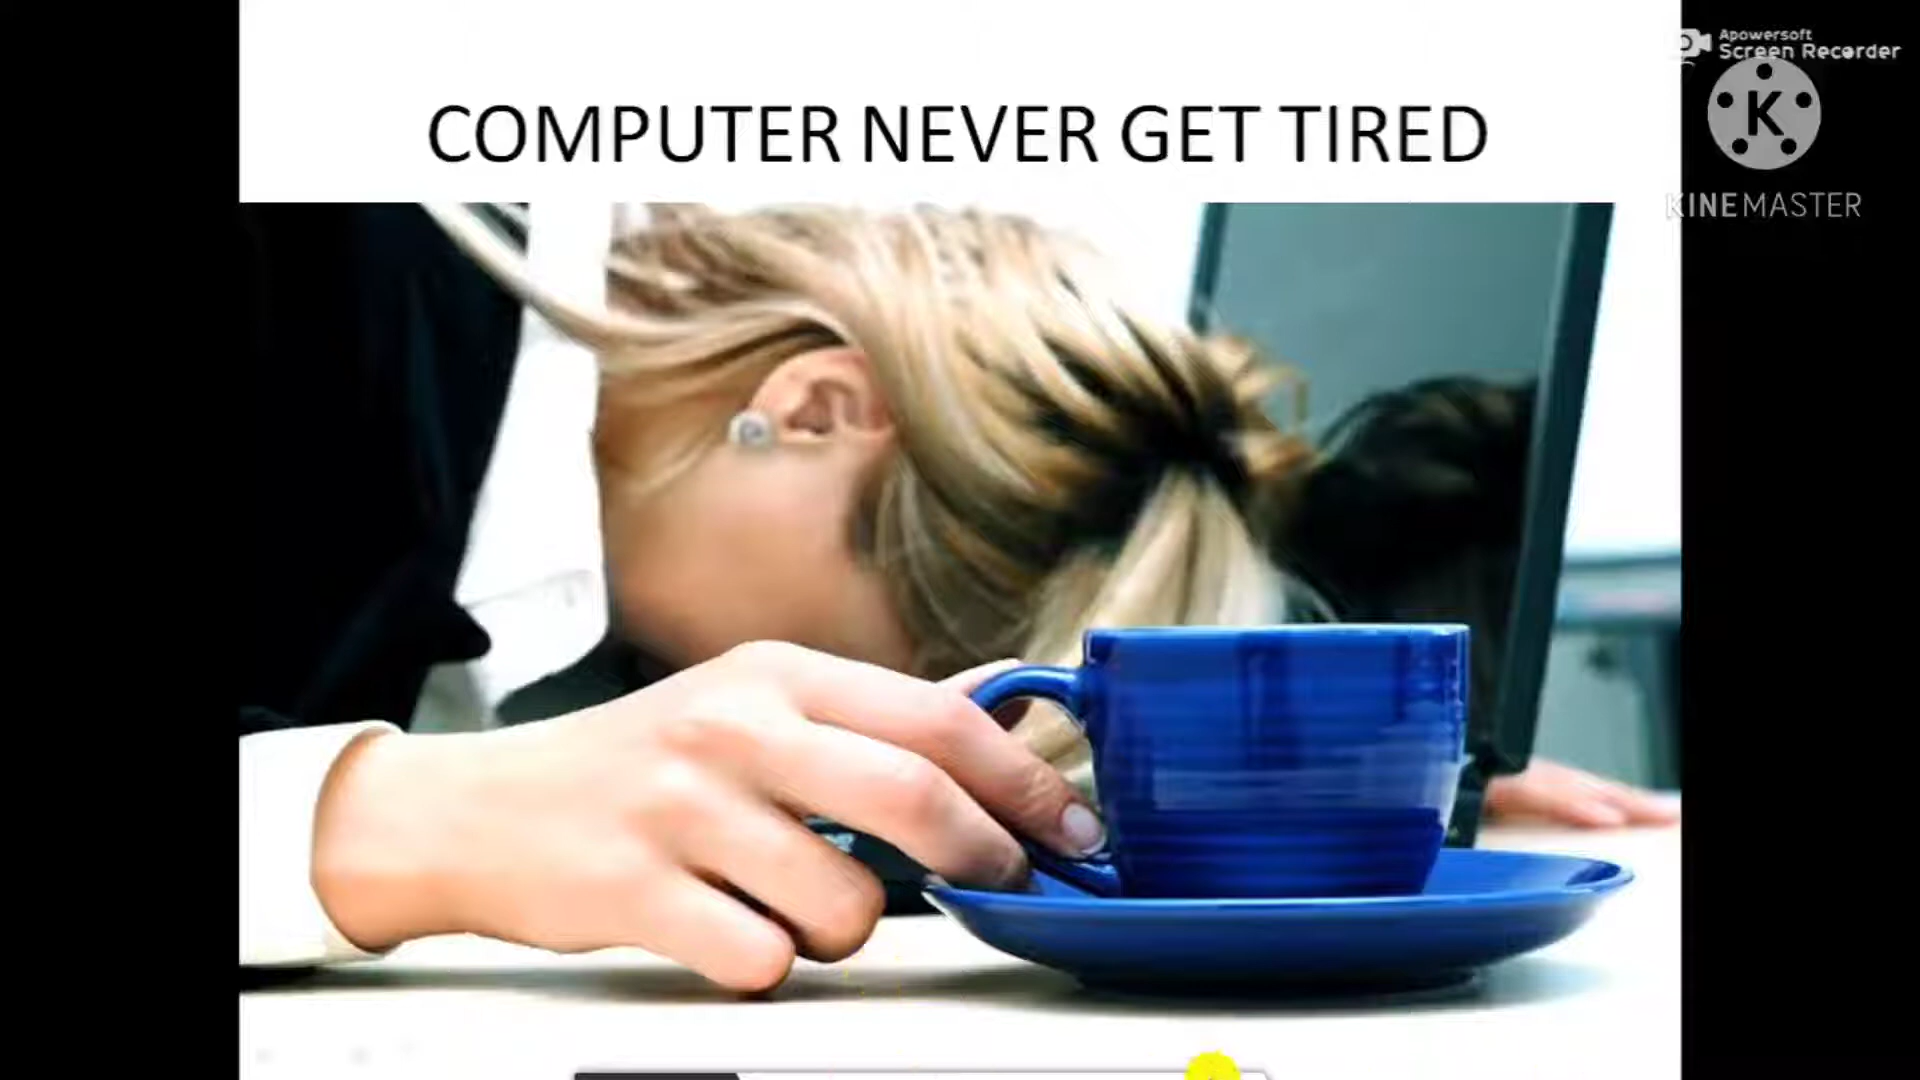 Apowersoft
Screen Recorder
COMPUTER NEVER GET TIRED
K
KINEMASTER